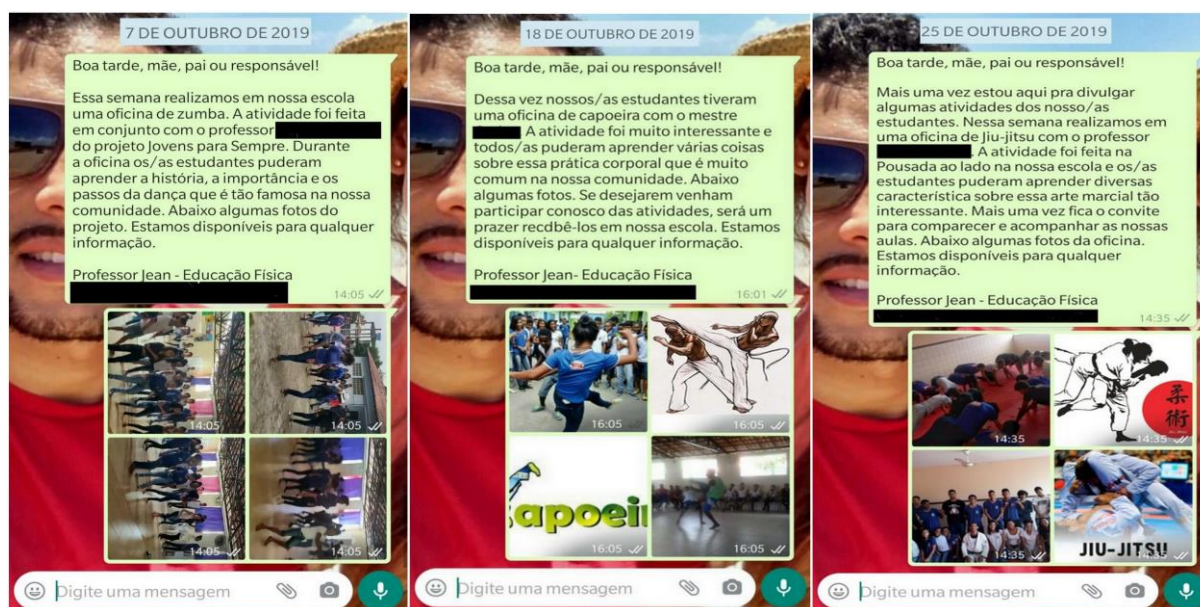 7 DE OUTUBRO DE 2019
Boa tarde, mãe, pai ou responsável!
Essa semana realizamos em nossa escola
uma oficina de zumba. A atividade foi feita
em conjunto com o professor
do projeto Jovens para Sempre. Durante
a oficina os/as estudantes puderam
aprender a história, a importância e os
passos da dança que é tão famosa na nossa
comunidade. Abaixo algumas fotos do
projeto. Estamos disponíveis para qualquer
informação.
Professor Jean - Educação Física
14:05
14:05
14:05
14:05
14:05
Digite uma mensagem
18 DE OUTUBRO DE 2019
Boa tarde, mãe, pai ou responsável!
Dessa vez nossos/as estudantes tiveram
uma oficina de capoeira com o mestre
A atividade foi muito interessante e
todos/as puderam aprender várias coisas
sobre essa prática corporal que é muito
comum na nossa comunidade. Abaixo
algumas fotos. Se desejarem venham
participar conosco das atividades, será um
prazer recdbê-los em nossa escola. Estamos
disponíveis para qualquer informação.
Professor Jean- Educação Física
16:01
16:05
16:05
apoei
16:05
16:05
Digite uma mensagem
25 DE OUTUBRO DE 2019
Boa tarde, mãe, pai ou responsável!
Mais uma vez estou aqui pra divulgar
algumas atividades dos nosso/as
estudantes. Nessa semana realizamos em
uma oficina de Jiu-jitsu com o professor
. A atividade foi feita na
Pousada ao lado na nossa escola e os/as
estudantes puderam aprender diversas
característica sobre essa arte marcial tão
interessante. Mais uma vez fica o convite
para comparecer e acompanhar as nossas
aulas. Abaixo algumas fotos da oficina.
Estamos disponíveis para qualquer
informação.
Professor Jean - Educação Física
14:35
柔術
14:35
14:35
14:35
JIU-JITSU
14:35
Digite uma mensagem